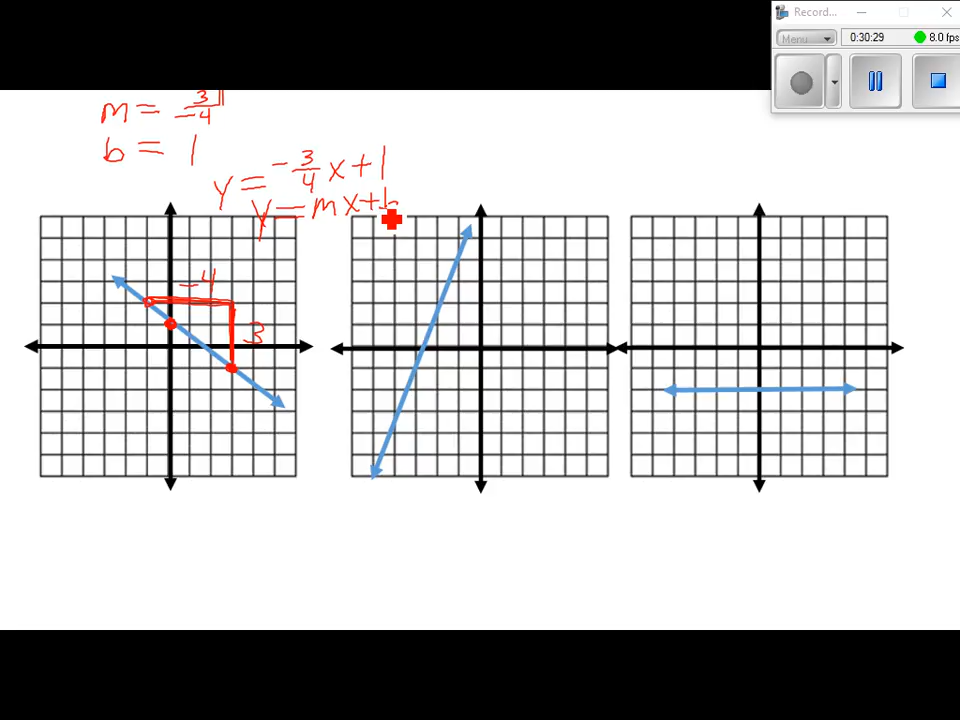 Record...
Menu
0:30:29
8.0 fps
m = 3/-4
b = 1
y = -3/4 x + 1
y = mx + b
-4
3